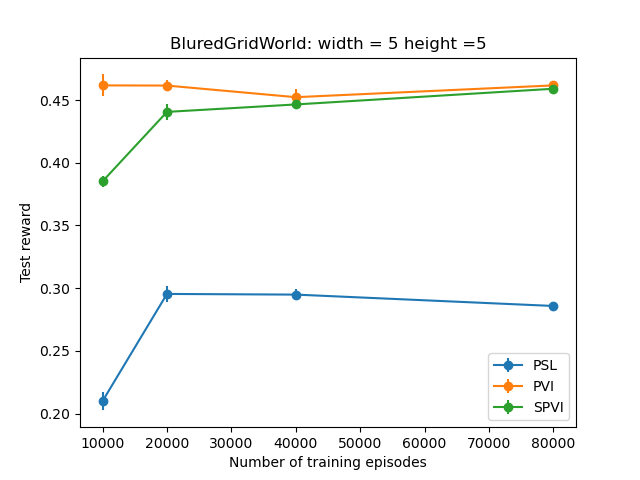 BluredGridWorld: width = 5 height =5
Test reward
0.45
0.40
0.35
0.30
0.25
0.20
PSL
PVI
SPVI
10000 20000 30000 40000 50000 60000 70000 80000
Number of training episodes